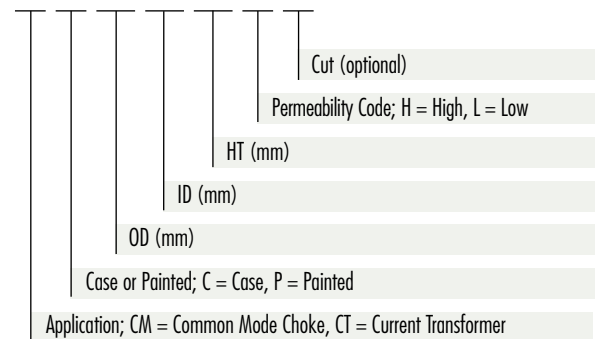 Cut (optional)
Permeability Code; H = High, L = Low
HT (mm)
ID (mm)
OD (mm)
Case or Painted; C = Case, P = Painted
Application; CM = Common Mode Choke, CT = Current Transformer